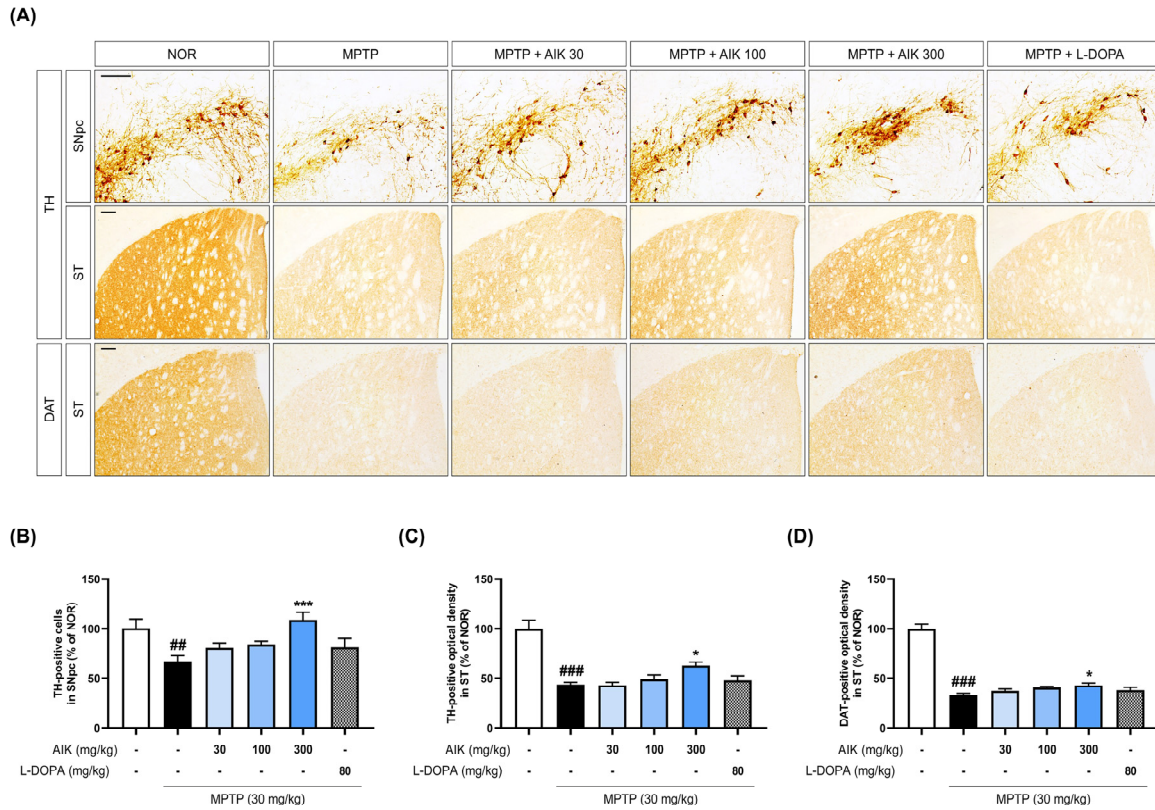 (A)
NOR MPTP MPTP + AIK 30 MPTP + AIK 100 MPTP + AIK 300 MPTP + L-DOPA
TH
SNpc
ST
DAT
ST
(B)
TH-positive cells
in SNpc (% of NOR)
150
100
50
0
##
***
AIK (mg/kg) - - 30 100 300 -
L-DOPA (mg/kg) - - - - - 80
MPTP (30 mg/kg)
(C)
TH-positive optical density
in ST (% of NOR)
150
100
50
0
###
*
AIK (mg/kg) - - 30 100 300 -
L-DOPA (mg/kg) - - - - - 80
MPTP (30 mg/kg)
(D)
DAT-positive optical density
in ST (% of NOR)
150
100
50
0
###
*
AIK (mg/kg) - - 30 100 300 -
L-DOPA (mg/kg) - - - - - 80
MPTP (30 mg/kg)